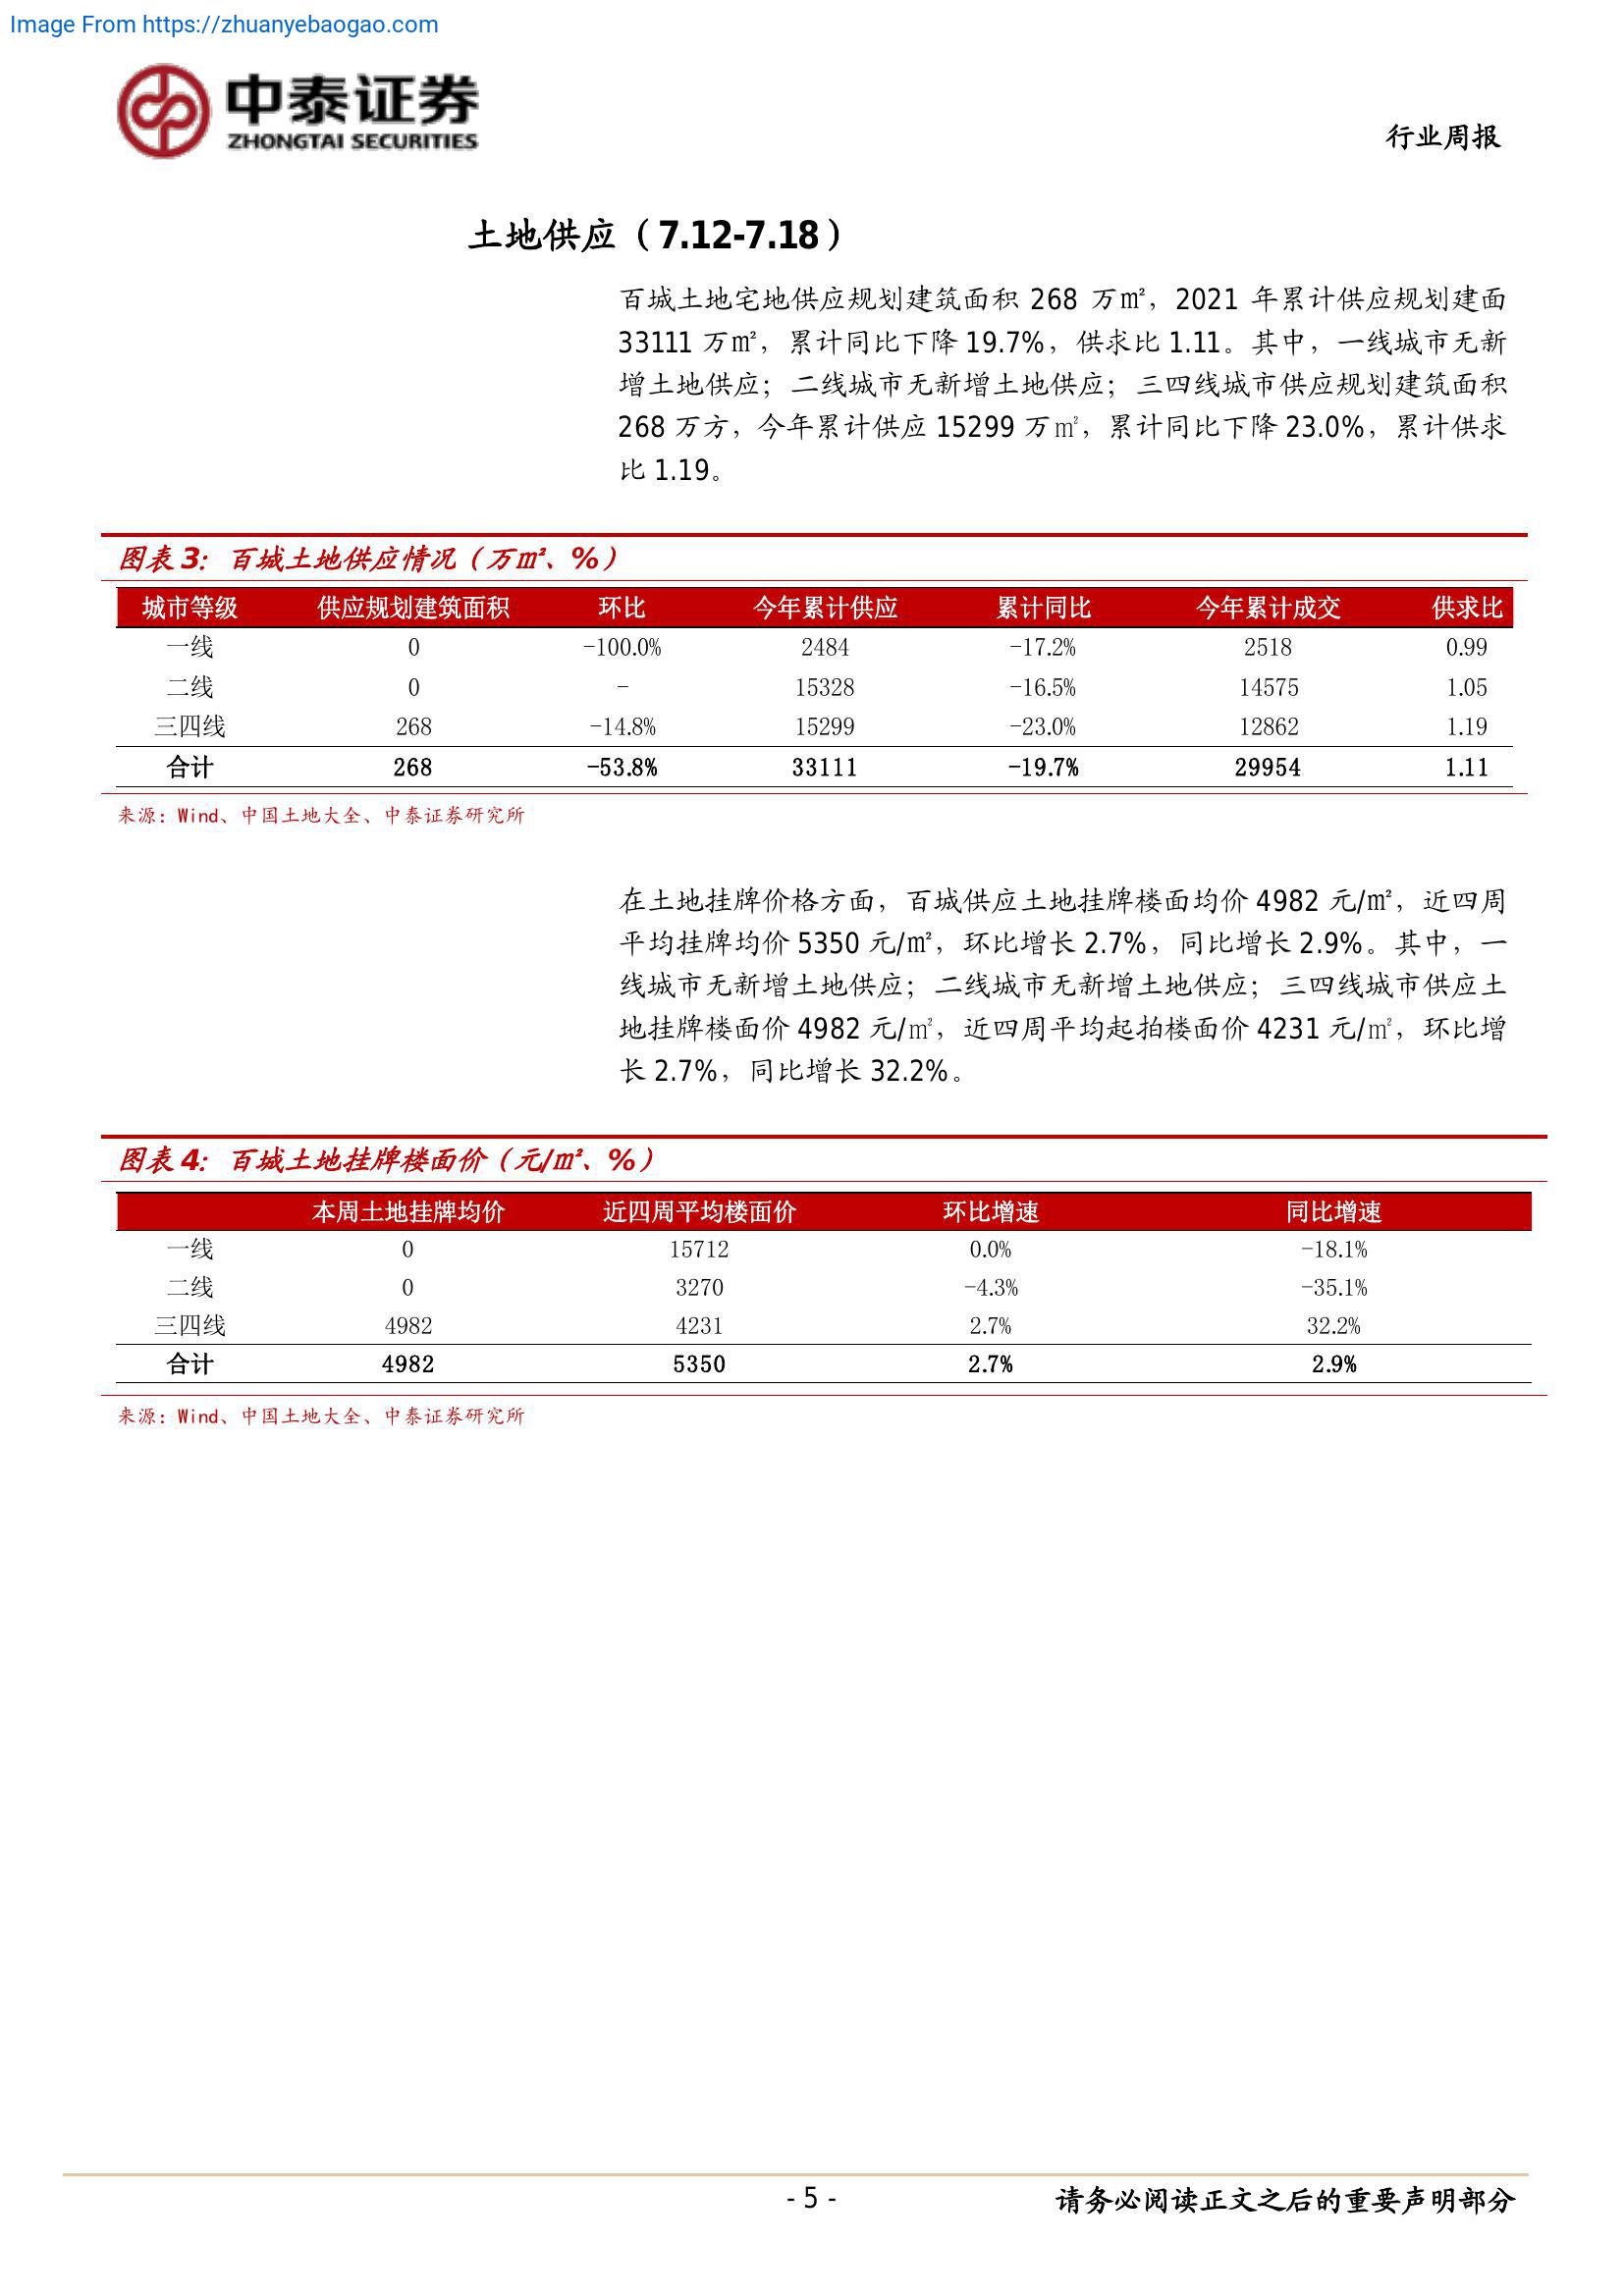 Image From https://zhuanyebaogao.com
中泰证券
ZHONGTAI SECURITIES
行业周报
土地供应（7.12-7.18）
百城土地宅地供应规划建筑面积 268 万㎡，2021 年累计供应规划建面
33111 万㎡，累计同比下降 19.7%，供求比 1.11。其中，一线城市无新
增土地供应；二线城市无新增土地供应；三四线城市供应规划建筑面积
268 万方，今年累计供应 15299 万㎡，累计同比下降 23.0%，累计供求
比 1.19。
图表 3：百城土地供应情况（万㎡、%）
城市等级 供应规划建筑面积 环比 今年累计供应 累计同比 今年累计成交 供求比
一线 0 -100.0% 2484 -17.2% 2518 0.99
二线 0 - 15328 -16.5% 14575 1.05
三四线 268 -14.8% 15299 -23.0% 12862 1.19
合计 268 -53.8% 33111 -19.7% 29954 1.11
来源：Wind、中国土地大全、中泰证券研究所
在土地挂牌价格方面，百城供应土地挂牌楼面均价 4982 元/㎡，近四周
平均挂牌均价 5350 元/㎡，环比增长 2.7%，同比增长 2.9%。其中，一
线城市无新增土地供应；二线城市无新增土地供应；三四线城市供应土
地挂牌楼面价 4982 元/㎡，近四周平均起拍楼面价 4231 元/㎡，环比增
长 2.7%，同比增长 32.2%。
图表 4：百城土地挂牌楼面价（元/㎡、%）
本周土地挂牌均价 近四周平均楼面价 环比增速 同比增速
一线 0 15712 0.0% -18.1%
二线 0 3270 -4.3% -35.1%
三四线 4982 4231 2.7% 32.2%
合计 4982 5350 2.7% 2.9%
来源：Wind、中国土地大全、中泰证券研究所
- 5 -
请务必阅读正文之后的重要声明部分